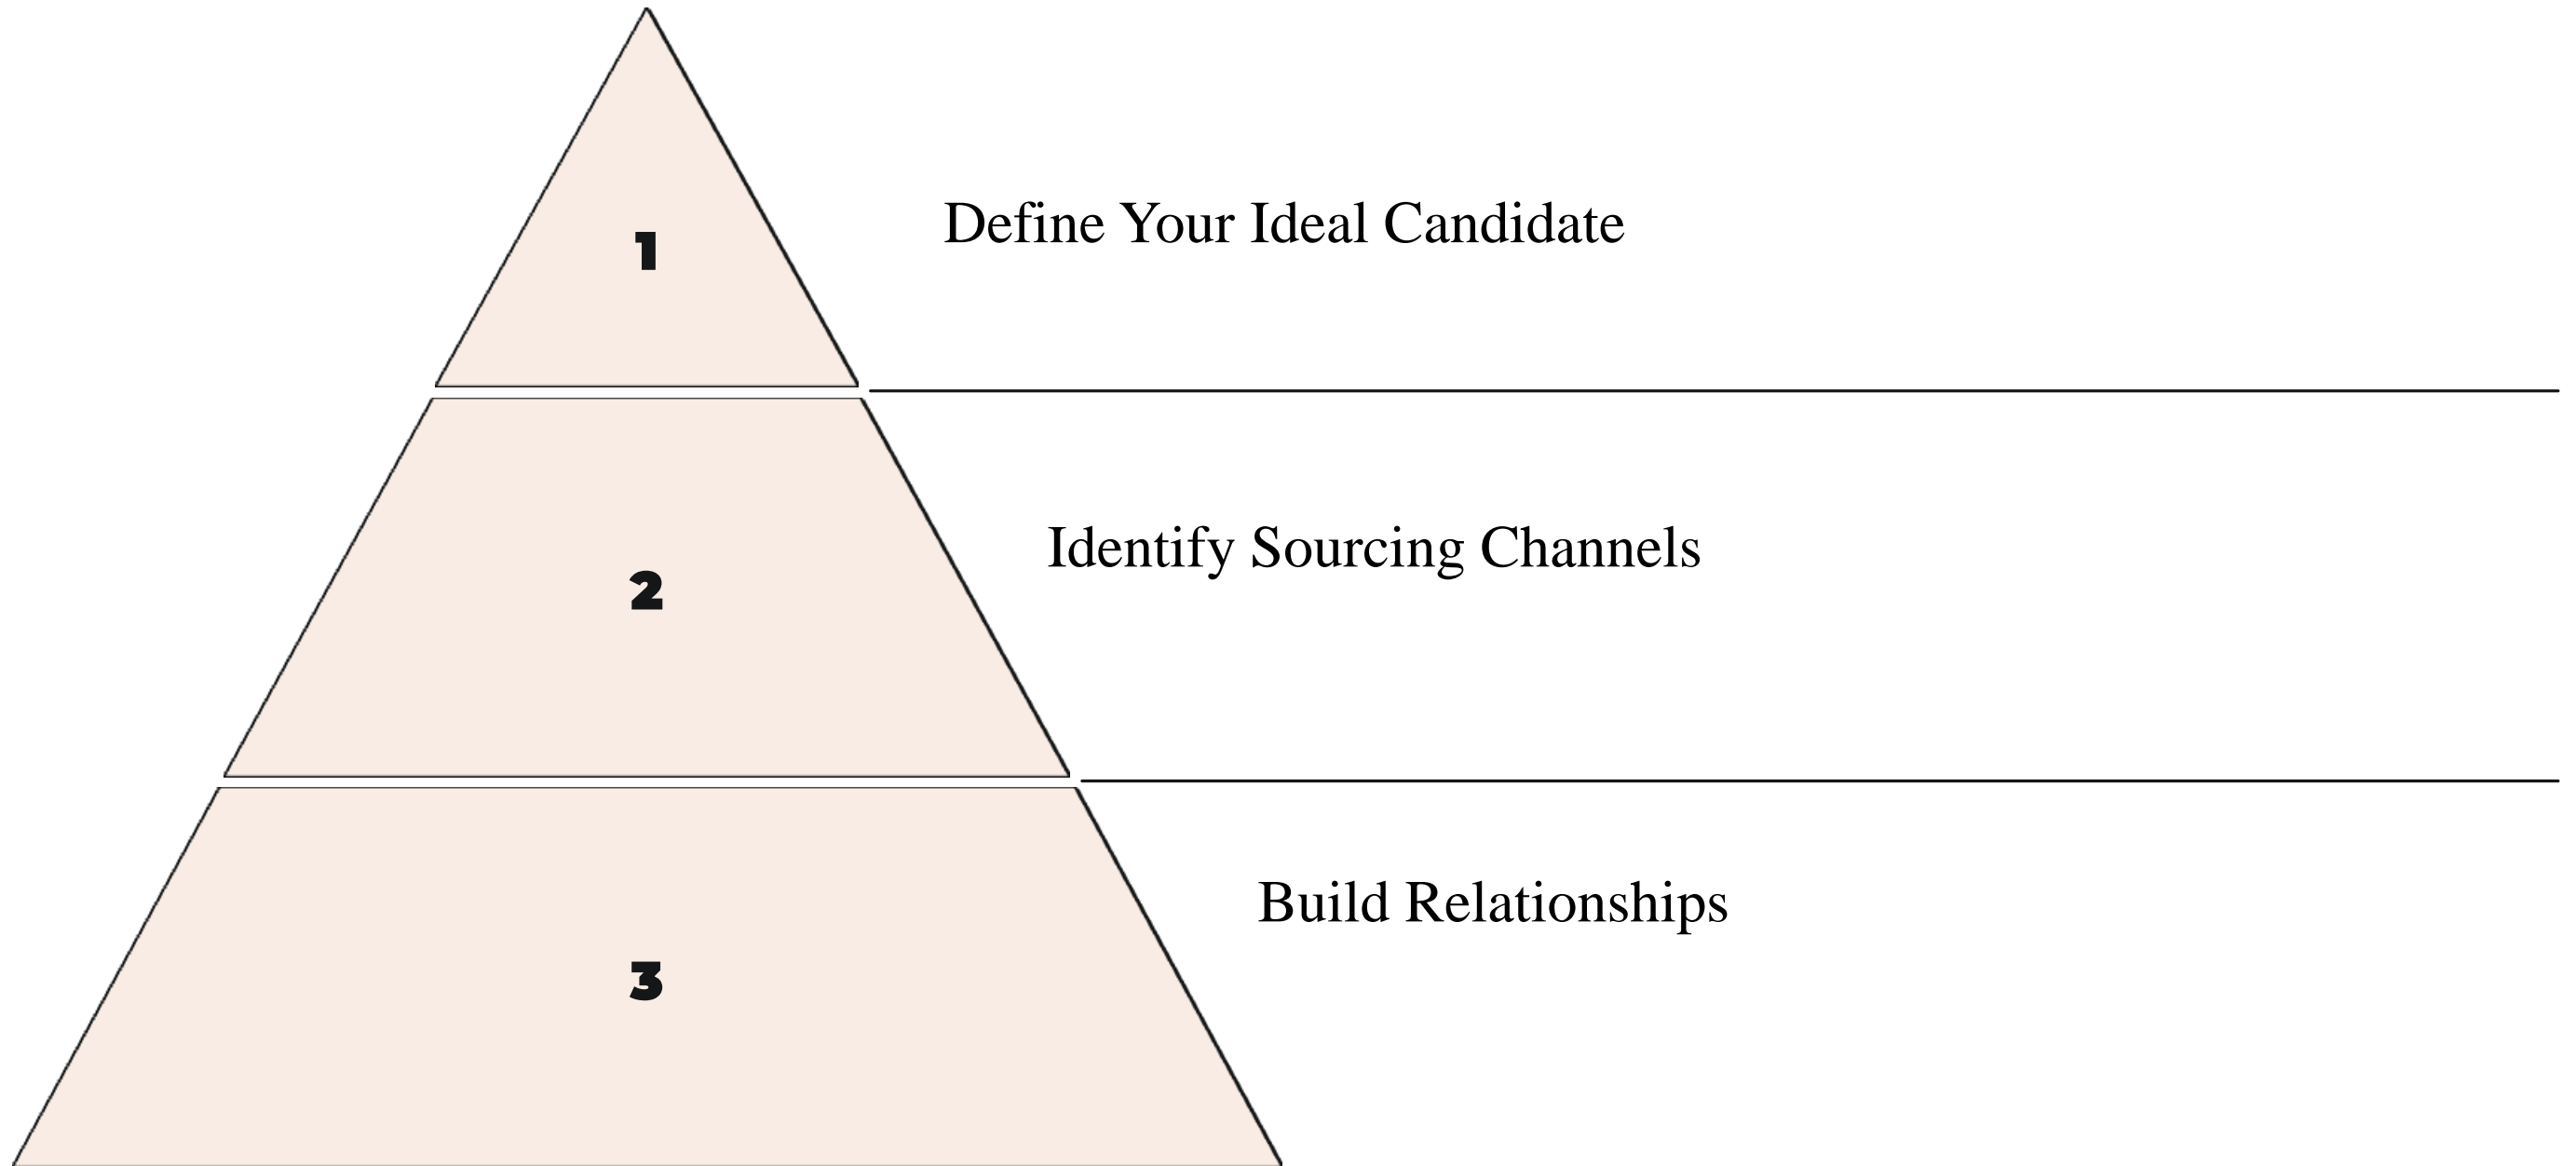 1
Define Your Ideal Candidate
2
Identify Sourcing Channels
3
Build Relationships